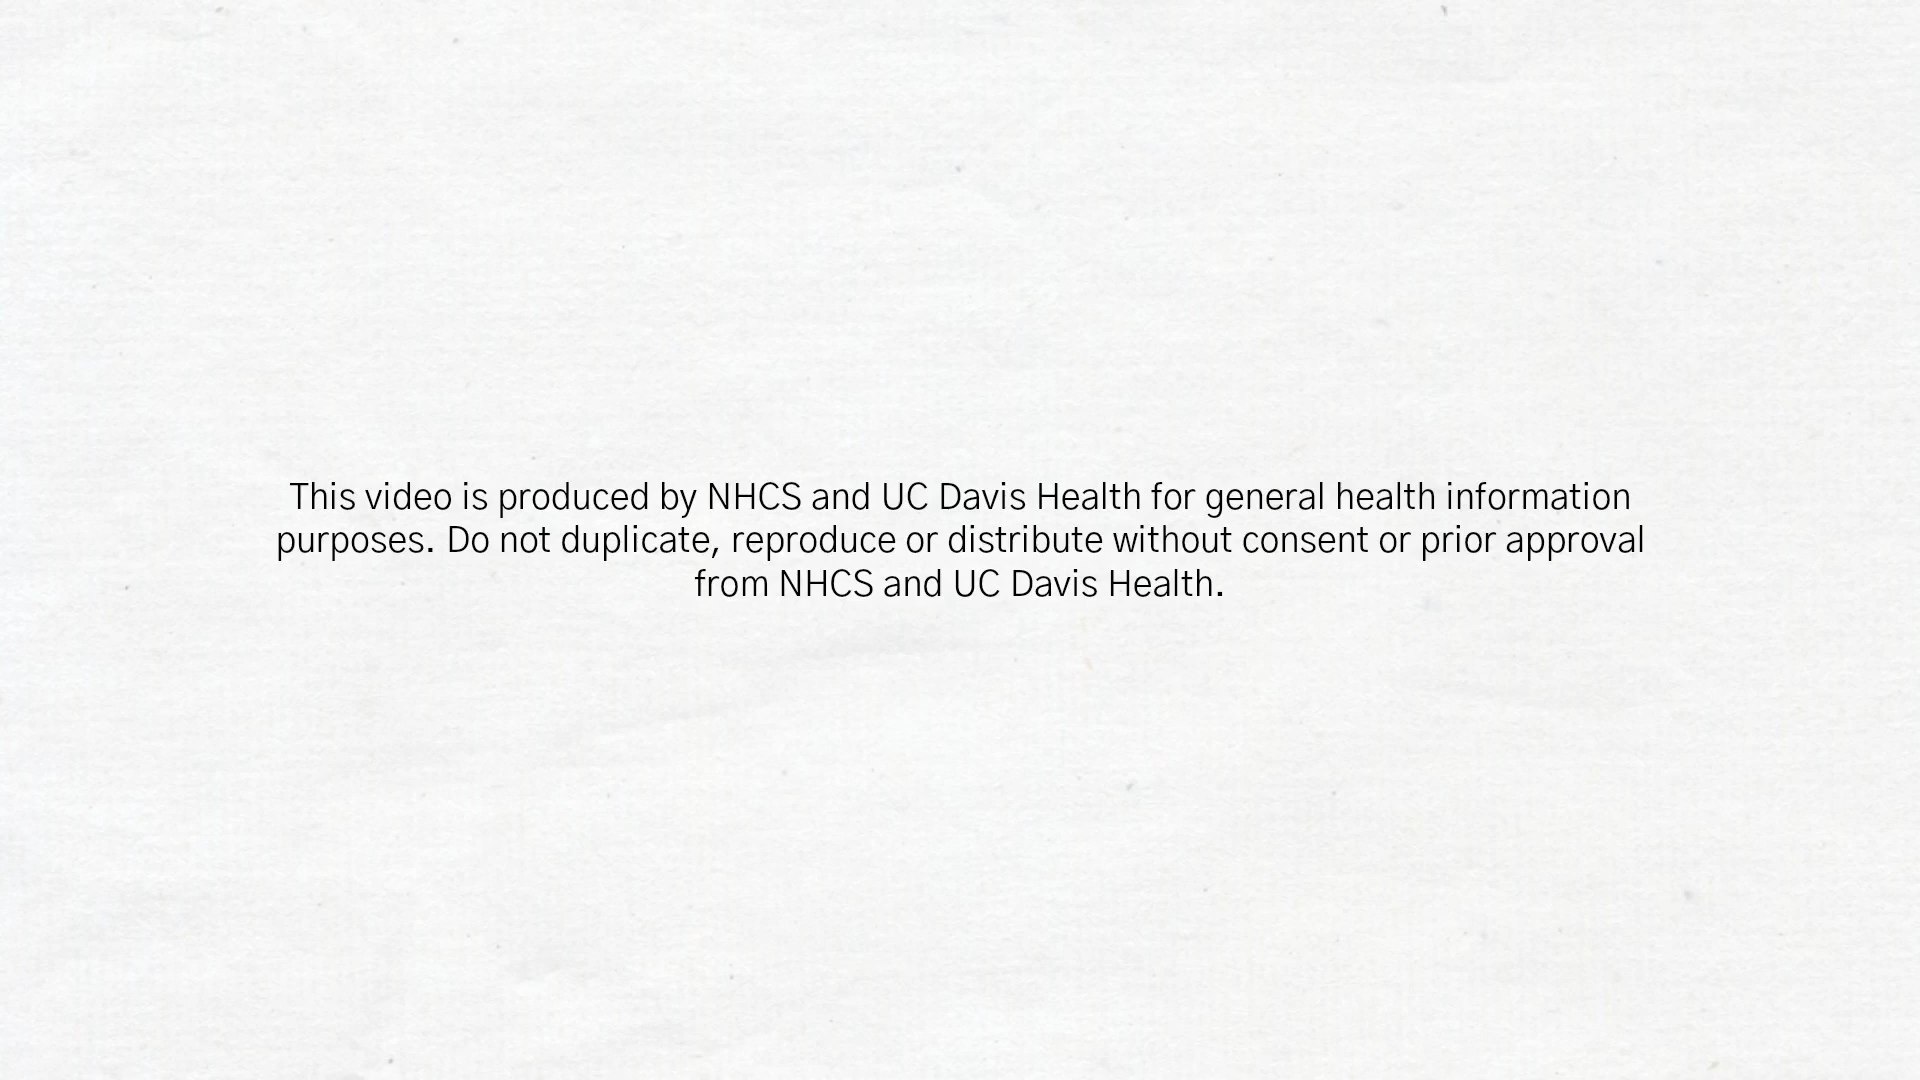 This video is produced by NHCS and UC Davis Health for general health information
purposes. Do not duplicate, reproduce or distribute without consent or prior approval
from NHCS and UC Davis Health.